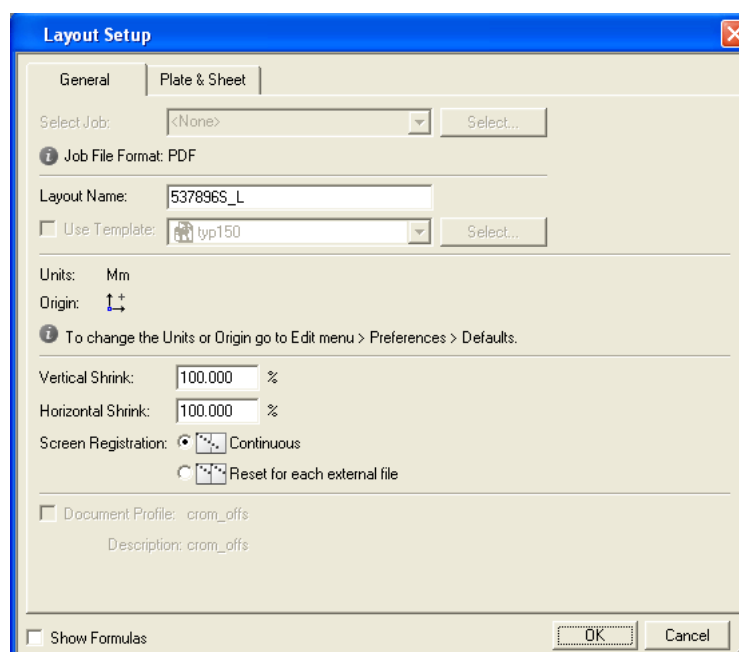 Layout Setup
General
Plate & Sheet
Select Job:
<None>
Select...
Job File Format: PDF
Layout Name:
537896S_L
Use Template:
typ150
Select...
Units: Mm
Origin:
To change the Units or Origin go to Edit menu > Preferences > Defaults.
Vertical Shrink:
100.000
%
Horizontal Shrink:
100.000
%
Screen Registration:
Continuous
Reset for each external file
Document Profile: crom_offs
Description: crom_offs
Show Formulas
OK
Cancel